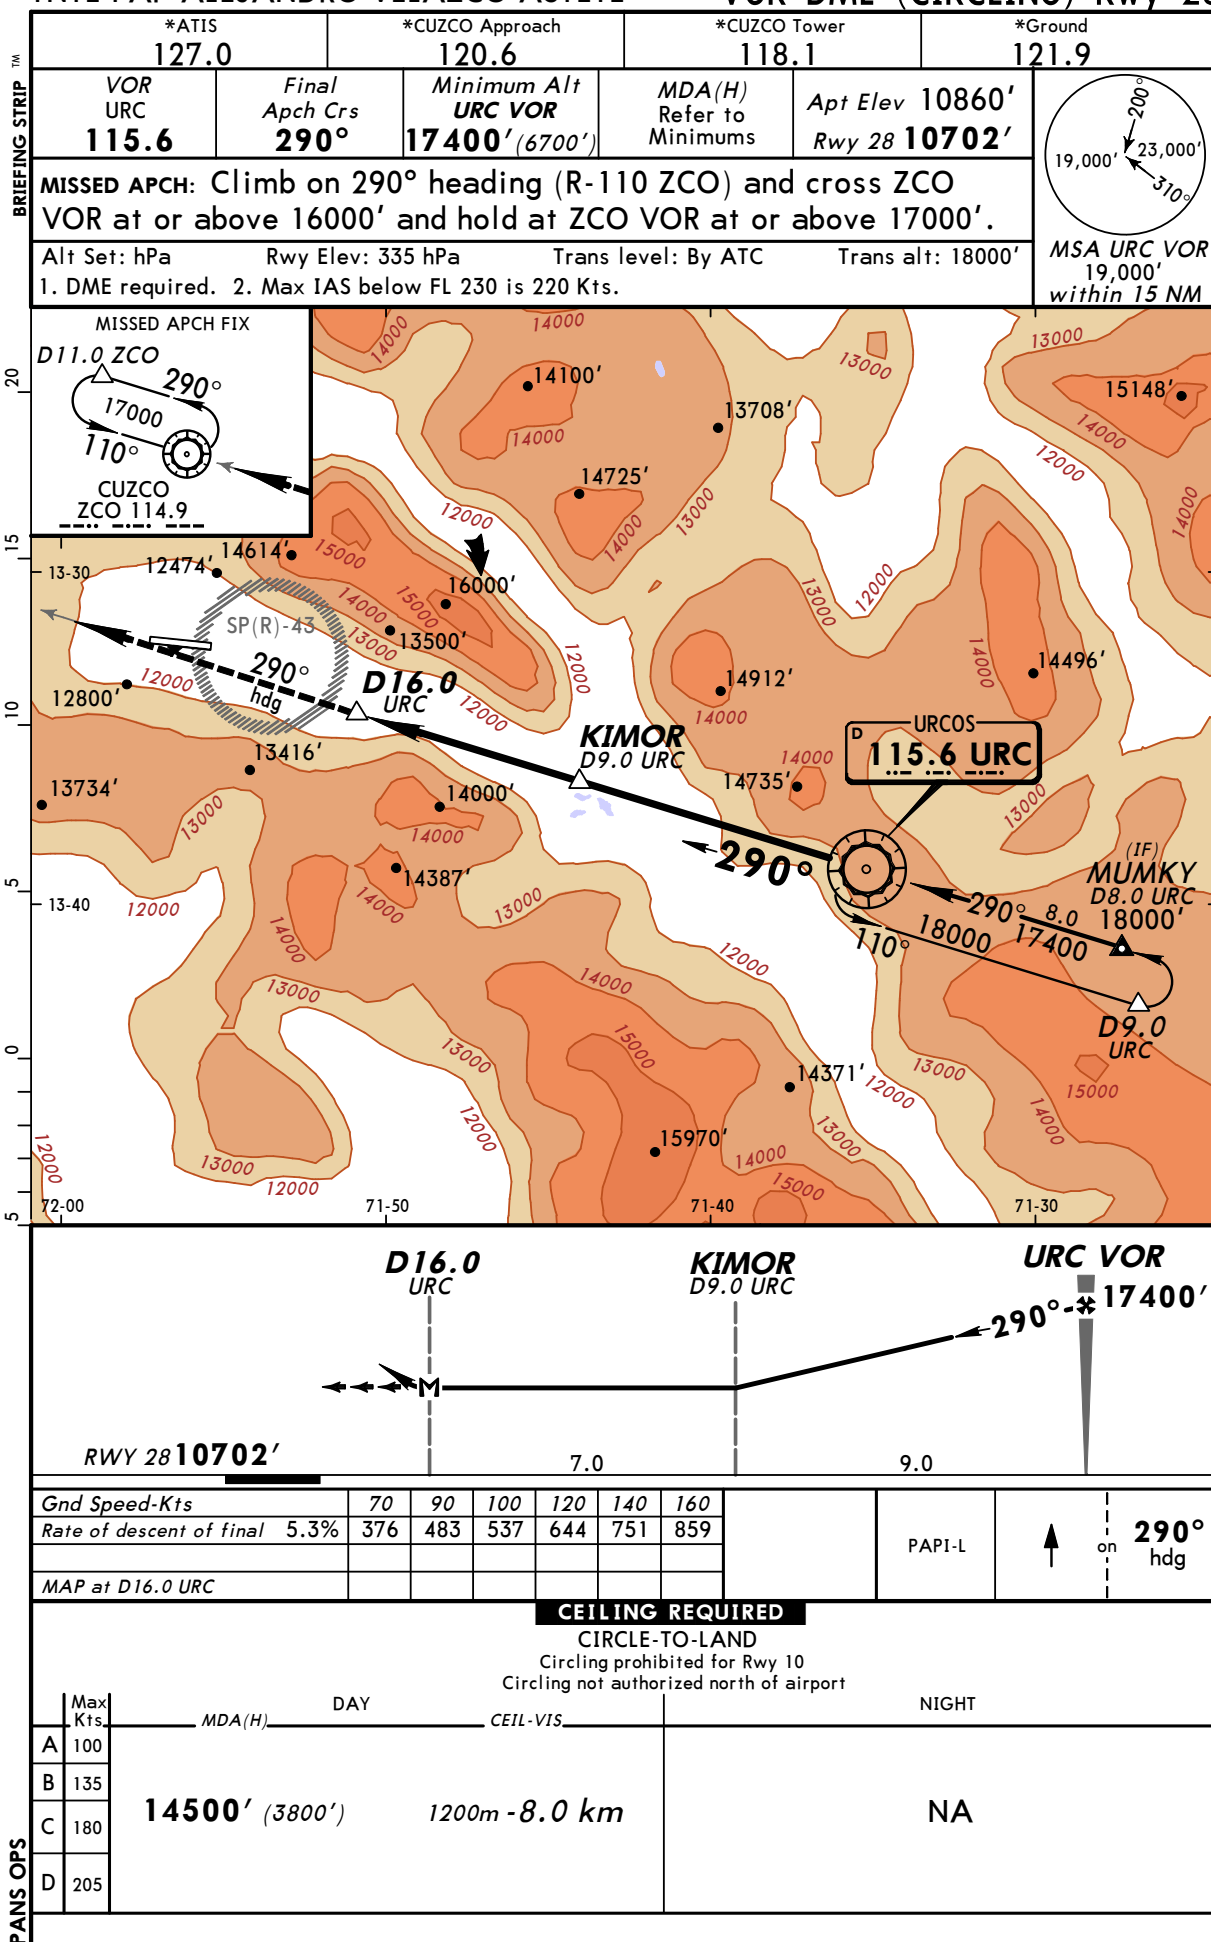 *ATIS
127.0
*CUZCO Approach
120.6
*CUZCO Tower
118.1
*Ground
121.9
BRIEFING STRIP TM
VOR
URC
115.6
Final
Apch Crs
290°
Minimum Alt
URC VOR
17400' (6700')
MDA(H)
Refer to
Minimums
Apt Elev 10860'
Rwy 28 10702'
200°
19,000'
23,000'
310°
MSA URC VOR
19,000'
within 15 NM
MISSED APCH: Climb on 290° heading (R-110 ZCO) and cross ZCO
VOR at or above 16000' and hold at ZCO VOR at or above 17000'.
Alt Set: hPa Rwy Elev: 335 hPa Trans level: By ATC Trans alt: 18000'
1. DME required. 2. Max IAS below FL 230 is 220 Kts.
MISSED APCH FIX
D11.0 ZCO
290°
17000
110°
CUZCO
ZCO 114.9
14000
14000
13000
13000
20
14100'
15148'
13708'
14000
14000
12000
14725'
12000
13000
14000
14000
15
14614'
15000
12474'
13-30
16000'
13000
12000
14000
15000
SP(R)-43
13500'
13000
290°
hdg
12000
12000
D16.0
URC
12000
12800'
14912'
14000
14000
14496'
10
KIMOR
D9.0 URC
URCOS
D
115.6 URC
13416'
14735'
14000
13734'
14000'
13000
14000
13000
290°
(IF)
MUMKY
D8.0 URC
18000'
14387'
14000
13000
5
13-40
12000
290°
8.0
17400
18000
110°
14000
12000
14000
13000
D9.0
URC
0
15000
13000
14371'
12000
13000
15000
14000
12000
15970'
13000
14000
15000
12000
13000
12000
5
72-00
71-50
71-40
71-30
D16.0
URC
KIMOR
D9.0 URC
URC VOR
17400'
290°
RWY 28 10702'
7.0
9.0
Gnd Speed-Kts 70 90 100 120 140 160
Rate of descent of final 5.3% 376 483 537 644 751 859
MAP at D16.0 URC
PAPI-L
on
290°
hdg
CEILING REQUIRED
CIRCLE-TO-LAND
Circling prohibited for Rwy 10
Circling not authorized north of airport
Max
Kts
DAY
NIGHT
MDA(H)
CEIL-VIS
A 100
B 135
C 180
D 205
14500' (3800')
1200m - 8.0 km
NA
PANS OPS